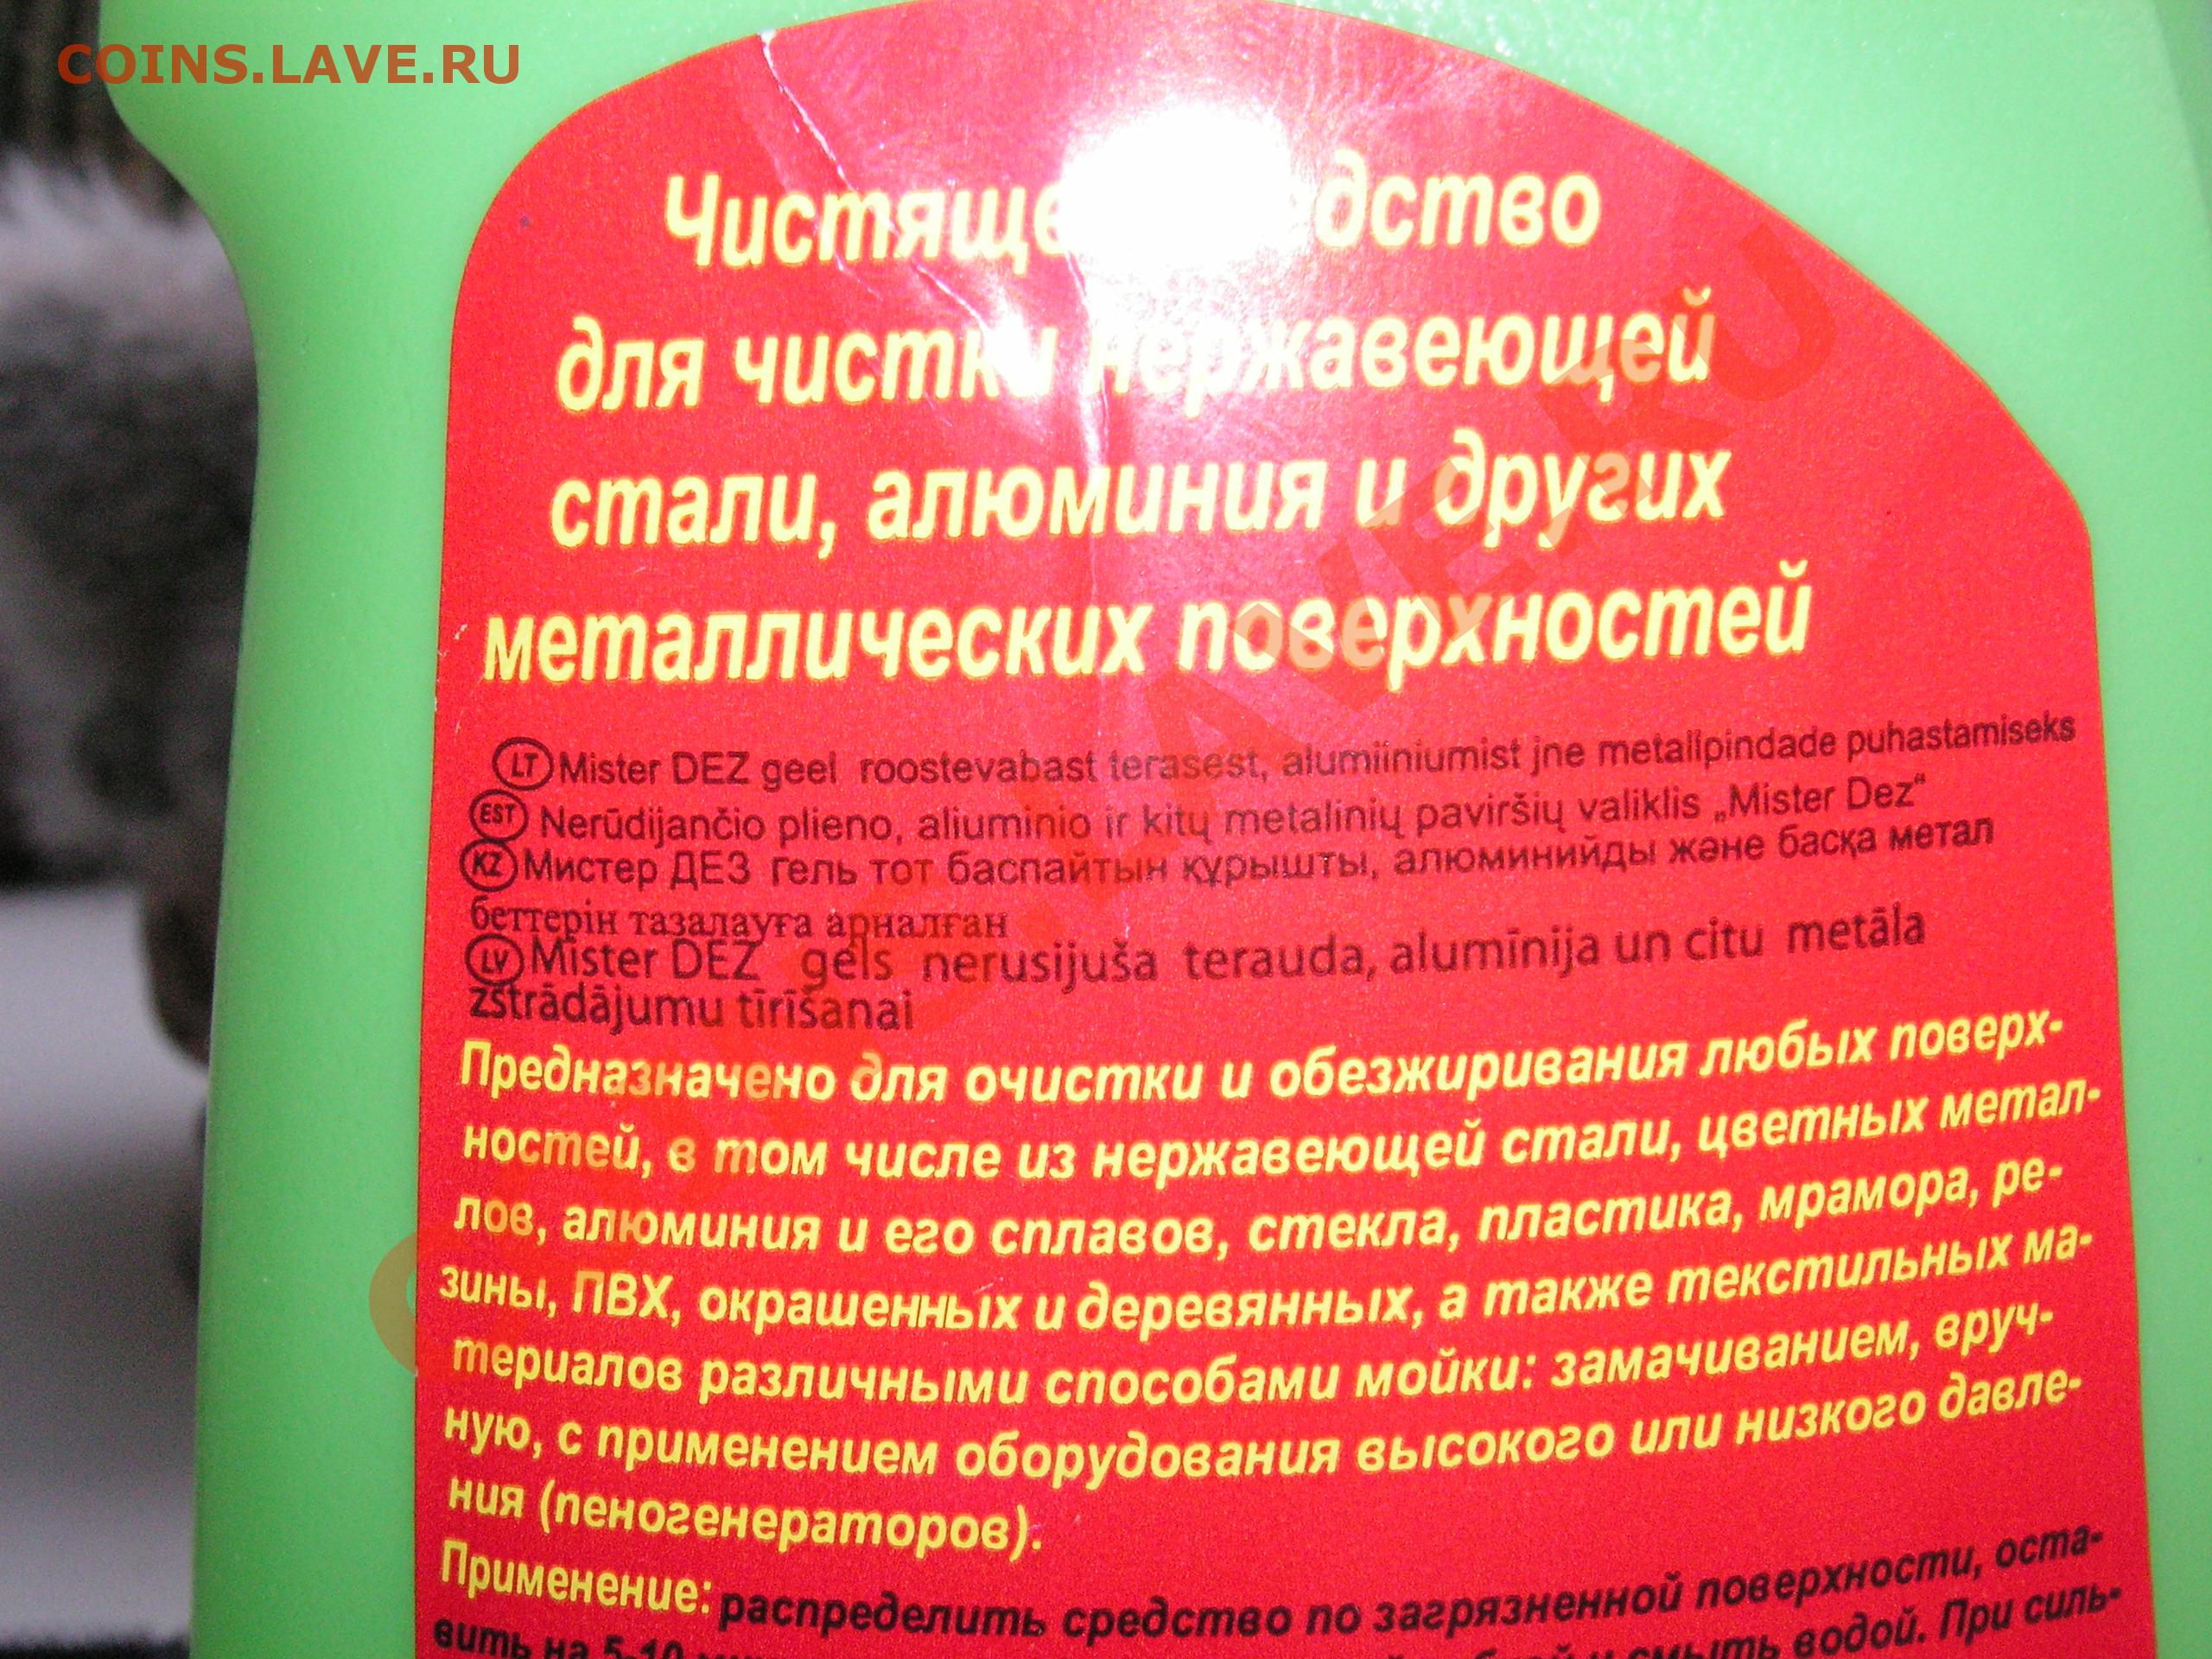 COINS.LAVE.RU
для чистки нержавеющей
стали, алюминия и других
металлических поверхностей
LT Mister DEZ geel roostevabast terasest, alumiiniumist jne metallpindade puhastamiseks
EST Nerūdijančio plieno, aliuminio ir kitų metalinių paviršių valiklis „Mister Dez“
KZ Мистер ДЕЗ гель тот баспайтын құрышты, алюминийды және басқа метал
беттерін тазалауға арналған
LV Mister DEZ gels nerusijuša terauda, alumīnija un citu metāla
zstrādājumu tīrīšanai
Предназначено для очистки и обезжиривания любых поверх-
ностей, в том числе из нержавеющей стали, цветных метал-
лов, алюминия и его сплавов, стекла, пластика, мрамора, ре-
зины, ПВХ, окрашенных и деревянных, а также текстильных ма-
териалов различными способами мойки: замачиванием, вруч-
ную, с применением оборудования высокого или низкого давле-
ния (пеногенераторов).
Применение: распределить средство по загрязненной поверхности, оста-
вить на 5-10 и смыть водой. При силь-